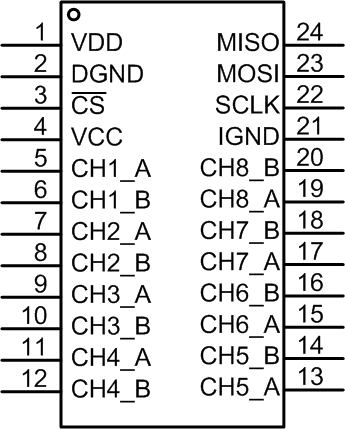 1 VDD MISO 24
2 DGND MOSI 23
3 C̅S̅ SCLK 22
4 VCC IGND 21
5 CH1_A CH8_B 20
6 CH1_B CH8_A 19
7 CH2_A CH7_B 18
8 CH2_B CH7_A 17
9 CH3_A CH6_B 16
10 CH3_B CH6_A 15
11 CH4_A CH5_B 14
12 CH4_B CH5_A 13